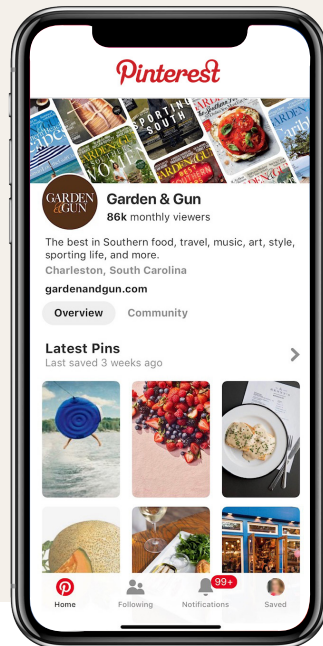 Pinterest
SPORTING
SOUTH
GARDEN
&GUN
Garden & Gun
86k monthly viewers
The best in Southern food, travel, music, art, style,
sporting life, and more.
Charleston, South Carolina
gardenandgun.com
Overview Community
Latest Pins
Last saved 3 weeks ago
99+
Home Following Notifications Saved